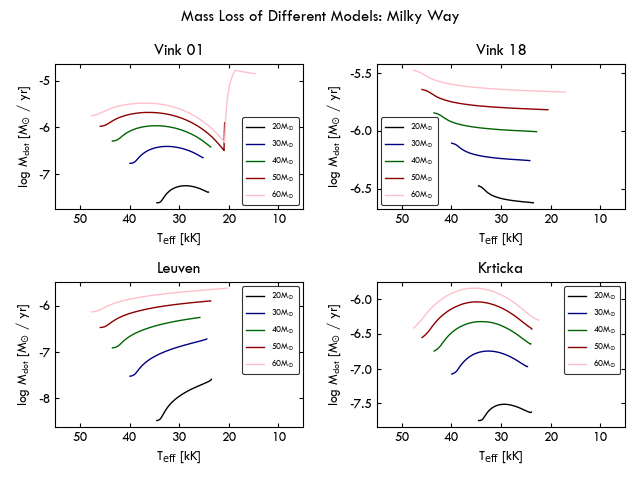 Mass Loss of Different Models: Milky Way
Vink 01
log M_dot [M☉ / yr]
-5
-6
-7
20M☉
30M☉
40M☉
50M☉
60M☉
50 40 30 20 10
T_eff [kK]
Vink 18
log M_dot [M☉ / yr]
-5.5
-6.0
-6.5
20M☉
30M☉
40M☉
50M☉
60M☉
50 40 30 20 10
T_eff [kK]
Leuven
log M_dot [M☉ / yr]
-6
-7
-8
20M☉
30M☉
40M☉
50M☉
60M☉
50 40 30 20 10
T_eff [kK]
Krticka
log M_dot [M☉ / yr]
-6.0
-6.5
-7.0
-7.5
20M☉
30M☉
40M☉
50M☉
60M☉
50 40 30 20 10
T_eff [kK]